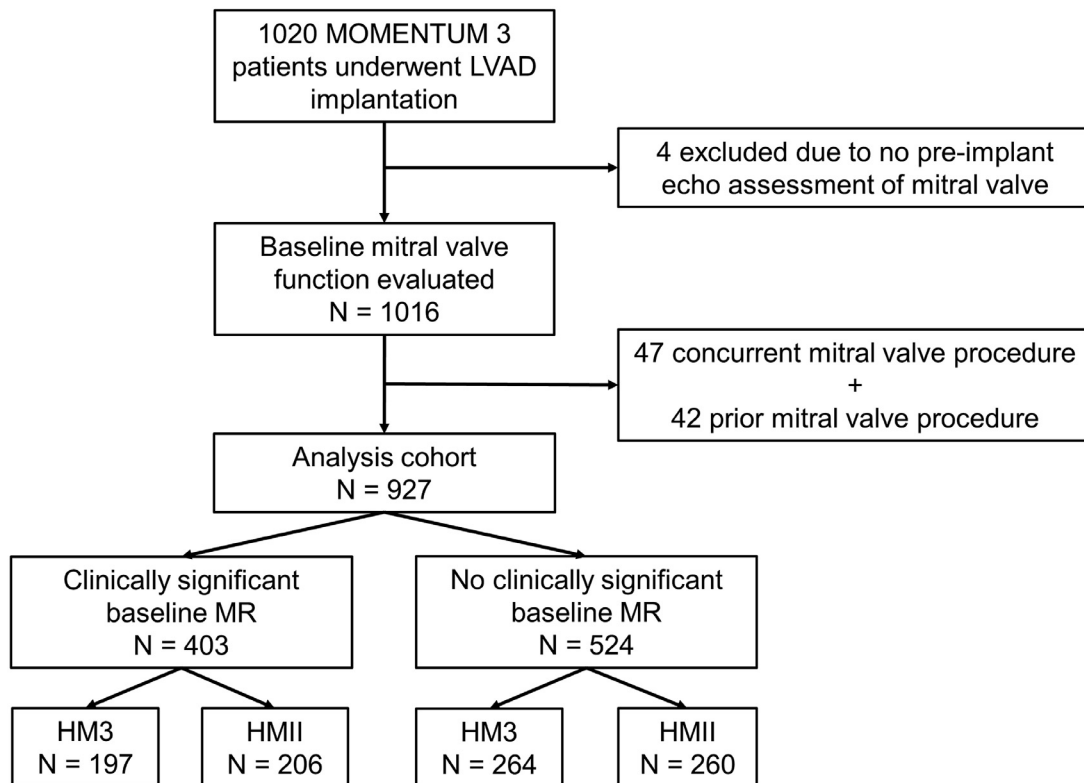 1020 MOMENTUM 3
patients underwent LVAD
implantation
4 excluded due to no pre-implant
echo assessment of mitral valve
Baseline mitral valve
function evaluated
N = 1016
47 concurrent mitral valve procedure
+
42 prior mitral valve procedure
Analysis cohort
N = 927
Clinically significant
baseline MR
N = 403
No clinically significant
baseline MR
N = 524
HM3
N = 197
HMII
N = 206
HM3
N = 264
HMII
N = 260